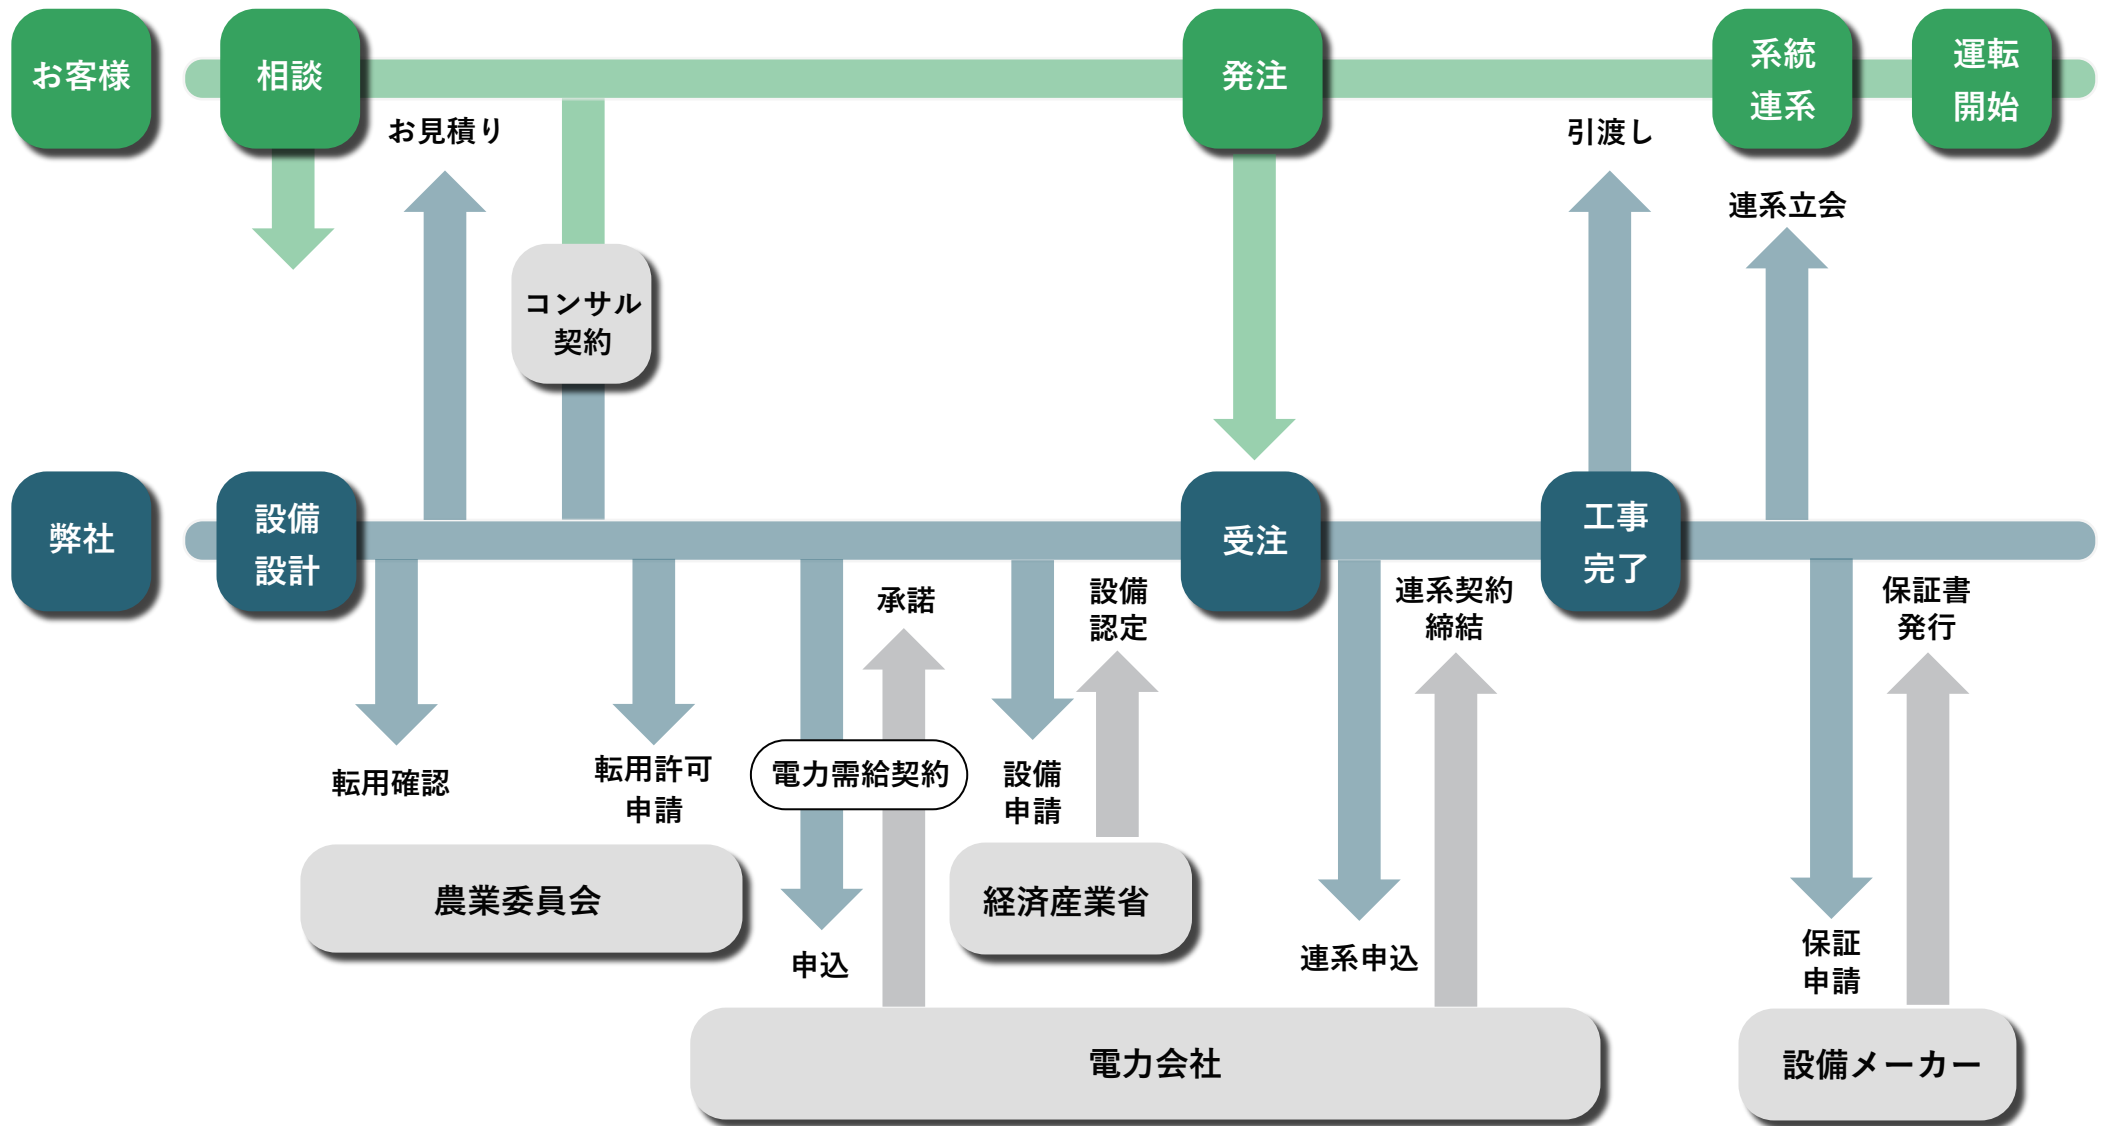 お客様
相談
発注
系統
連系
運転
開始
お見積り
引渡し
連系立会
コンサル
契約
弊社
設備
設計
受注
工事
完了
承諾
設備
認定
連系契約
締結
保証書
発行
転用確認
転用許可
申請
電力需給契約
設備
申請
農業委員会
経済産業省
申込
連系申込
保証
申請
電力会社
設備メーカー